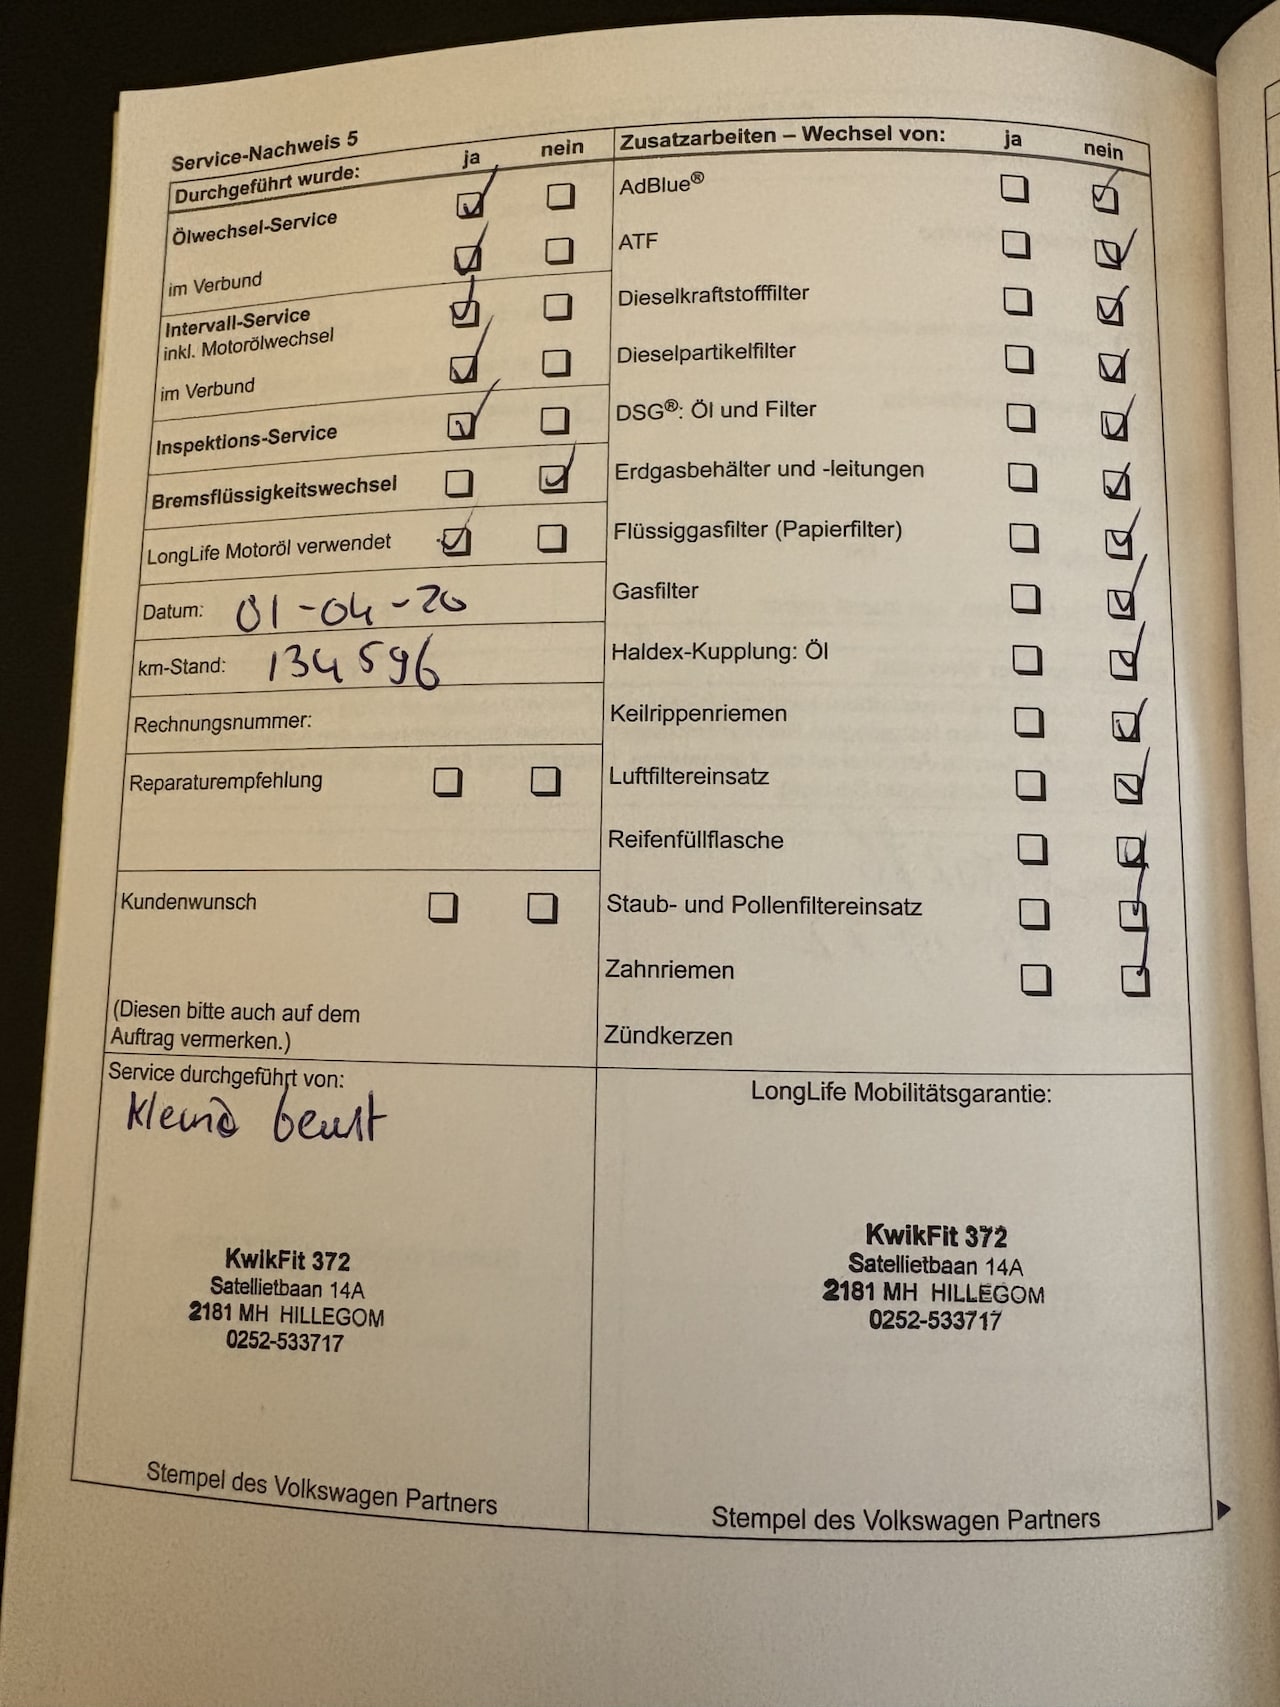 Service-Nachweis 5
Durchgeführt wurde: ja nein
Ölwechsel-Service
im Verbund
Intervall-Service
inkl. Motorölwechsel
im Verbund
Inspektions-Service
Bremsflüssigkeitswechsel
LongLife Motoröl verwendet
Datum: 01-04-20
km-Stand: 134596
Rechnungsnummer:
Reparaturempfehlung
Kundenwunsch
(Diesen bitte auch auf dem
Auftrag vermerken.)
Zusatzarbeiten – Wechsel von: ja nein
AdBlue®
ATF
Dieselkraftstofffilter
Dieselpartikelfilter
DSG®: Öl und Filter
Erdgasbehälter und -leitungen
Flüssiggasfilter (Papierfilter)
Gasfilter
Haldex-Kupplung: Öl
Keilrippenriemen
Luftfiltereinsatz
Reifenfüllflasche
Staub- und Pollenfiltereinsatz
Zahnriemen
Zündkerzen
Service durchgeführt von:
beurt
KwikFit 372
Satellietbaan 14A
2181 MH HILLEGOM
0252-533717
Stempel des Volkswagen Partners
LongLife Mobilitätsgarantie:
KwikFit 372
Satellietbaan 14A
2181 MH HILLEGOM
0252-533717
Stempel des Volkswagen Partners